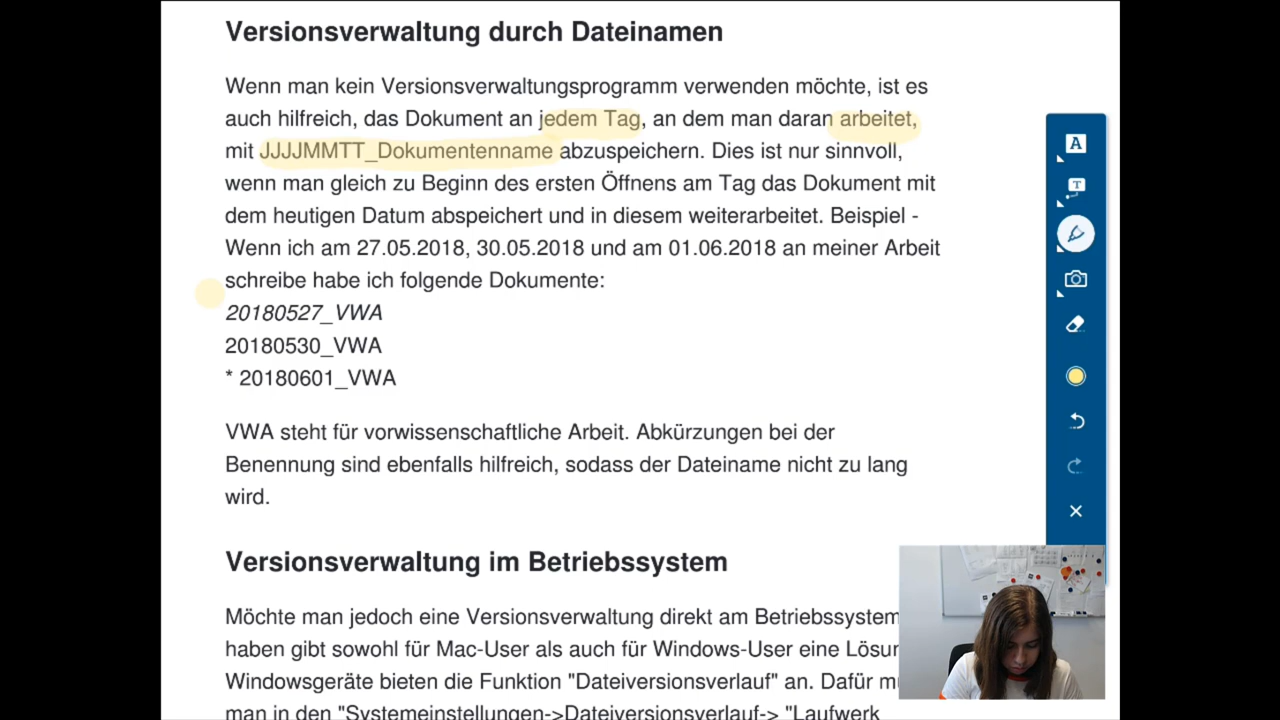 Versionsverwaltung durch Dateinamen
Wenn man kein Versionsverwaltungsprogramm verwenden möchte, ist es
auch hilfreich, das Dokument an jedem Tag, an dem man daran arbeitet,
mit JJJJMMTT_Dokumentenname abzuspeichern. Dies ist nur sinnvoll,
wenn man gleich zu Beginn des ersten Öffnens am Tag das Dokument mit
dem heutigen Datum abspeichert und in diesem weiterarbeitet. Beispiel -
Wenn ich am 27.05.2018, 30.05.2018 und am 01.06.2018 an meiner Arbeit
schreibe habe ich folgende Dokumente:
20180527_VWA
20180530_VWA
* 20180601_VWA
VWA steht für vorwissenschaftliche Arbeit. Abkürzungen bei der
Benennung sind ebenfalls hilfreich, sodass der Dateiname nicht zu lang
wird.
Versionsverwaltung im Betriebssystem
Möchte man jedoch eine Versionsverwaltung direkt am Betriebssystem
haben gibt sowohl für Mac-User als auch für Windows-User eine Lösun
Windowsgeräte bieten die Funktion "Dateiversionsverlauf" an. Dafür m
man in den "Systemeinstellungen->Dateiversionsverlauf-> "Laufwerk
A
T